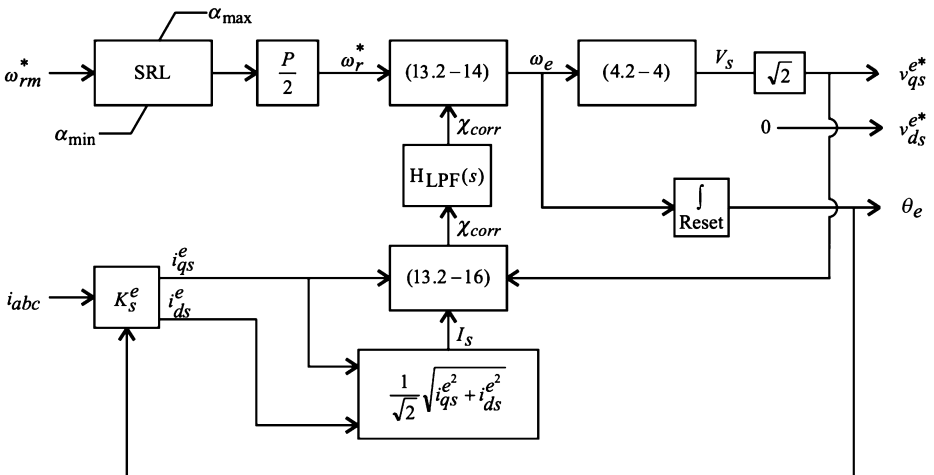 α_max
ω*_rm SRL P/2 ω*_r (13.2–14) ω_e (4.2–4) V_s √2 v^e*_qs
α_min
χ_corr
0 v^e*_ds
H_LPF(s)
∫ Reset
θ_e
χ_corr
i_abc K^e_s i^e_qs (13.2–16)
i^e_ds
I_s
1/√2 √(i^e²_qs + i^e²_ds)